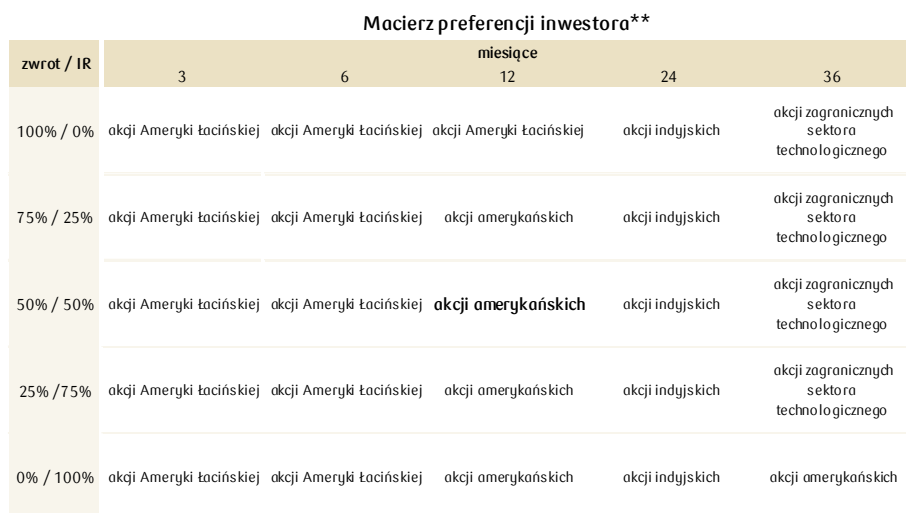 Macierz preferencji inwestora**
zwrot / IR
miesiące
3 6 12 24 36
100% / 0% akcji Ameryki Łacińskiej akcji Ameryki Łacińskiej akcji Ameryki Łacińskiej akcji indyjskich akcji zagranicznych
sektora
technologicznego
75% / 25% akcji Ameryki Łacińskiej akcji Ameryki Łacińskiej akcji amerykańskich akcji indyjskich akcji zagranicznych
sektora
technologicznego
50% / 50% akcji Ameryki Łacińskiej akcji Ameryki Łacińskiej akcji amerykańskich akcji indyjskich akcji zagranicznych
sektora
technologicznego
25% /75% akcji Ameryki Łacińskiej akcji Ameryki Łacińskiej akcji amerykańskich akcji indyjskich akcji zagranicznych
sektora
technologicznego
0% / 100% akcji Ameryki Łacińskiej akcji Ameryki Łacińskiej akcji amerykańskich akcji indyjskich akcji amerykańskich